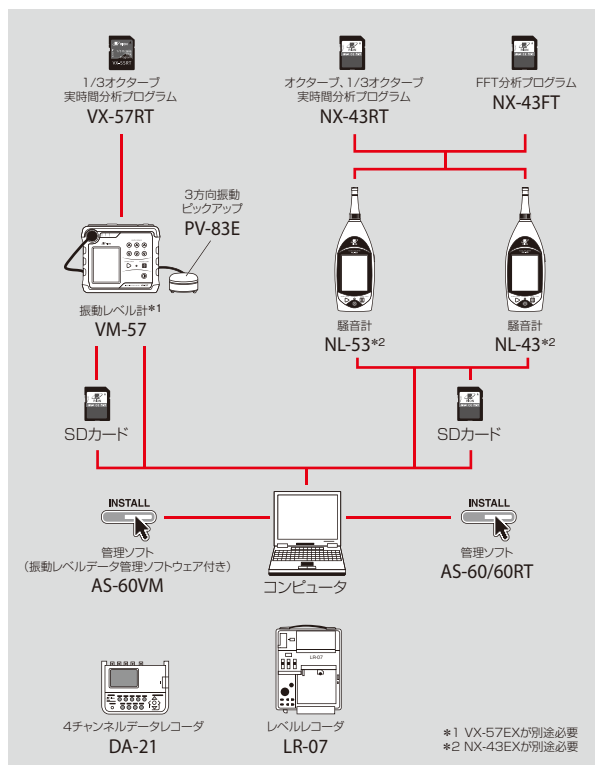 VX-55RT
1/3オクターブ
実時間分析プログラム
VX-57RT
オクターブ、1/3オクターブ
実時間分析プログラム
NX-43RT
FFT分析プログラム
NX-43FT
3方向振動
ピックアップ
PV-83E
振動レベル計*1
VM-57
騒音計
NL-53*2
騒音計
NL-43*2
SDカード
SDカード
INSTALL
管理ソフト
(振動レベルデータ管理ソフトウェア付き)
AS-60VM
コンピュータ
INSTALL
管理ソフト
AS-60/60RT
4チャンネルデータレコーダ
DA-21
LR-07
レベルレコーダ
LR-07
*1 VX-57EXが別途必要
*2 NX-43EXが別途必要